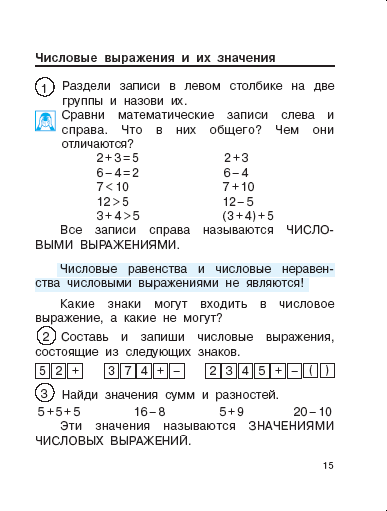 Числовые выражения и их значения
1 Раздели записи в левом столбике на две
группы и назови их.
Сравни математические записи слева и
справа. Что в них общего? Чем они
отличаются?
2+3=5 2+3
6–4=2 6–4
7<10 7+10
12>5 12–5
3+4>5 (3+4)+5
Все записи справа называются ЧИСЛО-
ВЫМИ ВЫРАЖЕНИЯМИ.
Числовые равенства и числовые неравен-
ства числовыми выражениями не являются!
Какие знаки могут входить в числовое
выражение, а какие не могут?
2 Составь и запиши числовые выражения,
состоящие из следующих знаков.
5 2 + 3 7 4 + – 2 3 4 5 + – ( )
3 Найди значения сумм и разностей.
5+5+5 16–8 5+9 20–10
Эти значения называются ЗНАЧЕНИЯМИ
ЧИСЛОВЫХ ВЫРАЖЕНИЙ.
15